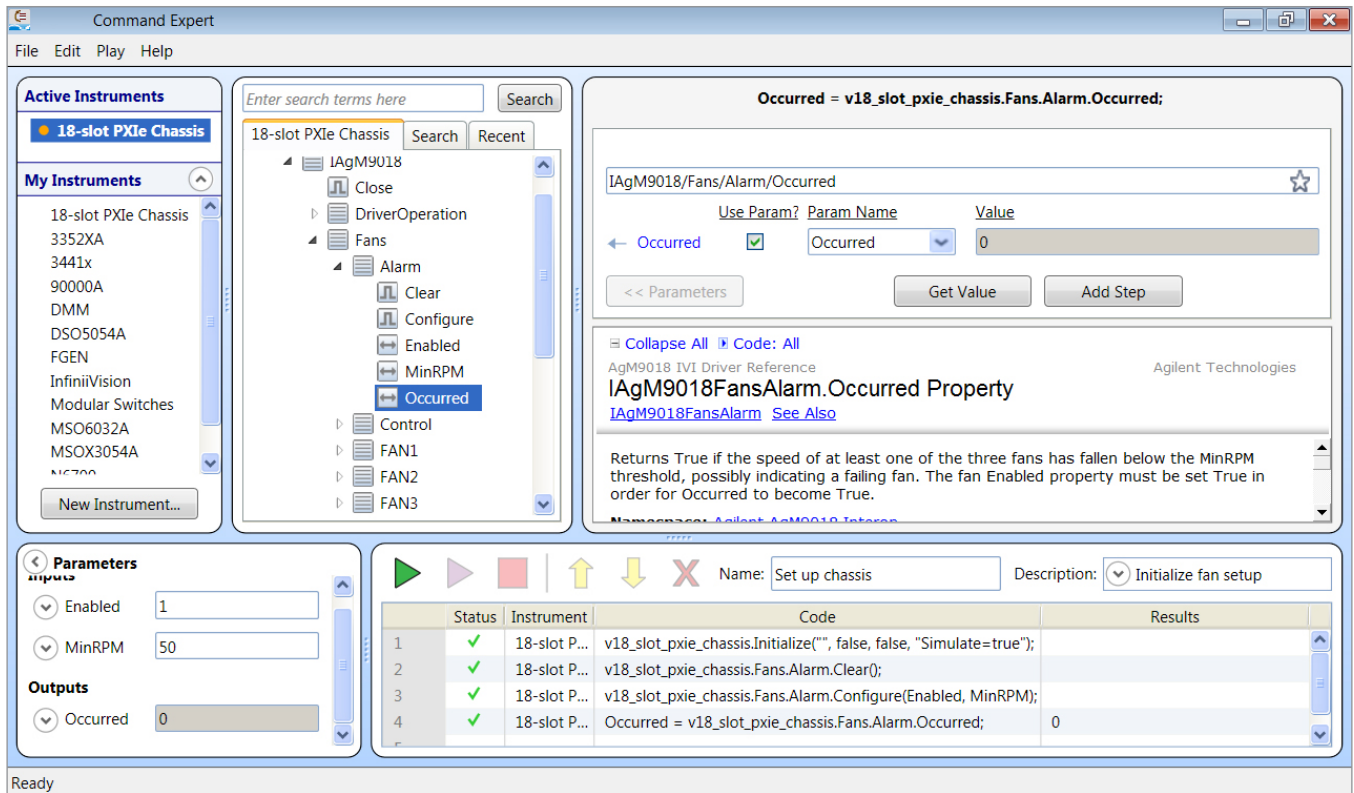 Command Expert
File Edit Play Help
Active Instruments
18-slot PXIe Chassis
My Instruments
18-slot PXIe Chassis
3352XA
3441x
90000A
DMM
DSO5054A
FGEN
InfiniiVision
Modular Switches
MSO6032A
MSOX3054A
New Instrument...
Enter search terms here Search
18-slot PXIe Chassis Search Recent
IAgM9018
Close
DriverOperation
Fans
Alarm
Clear
Configure
Enabled
MinRPM
Occurred
Control
FAN1
FAN2
FAN3
Occurred = v18_slot_pxie_chassis.Fans.Alarm.Occurred;
IAgM9018/Fans/Alarm/Occurred
Use Param? Param Name Value
Occurred Occurred 0
<< Parameters Get Value Add Step
Collapse All Code: All
AgM9018 IVI Driver Reference Agilent Technologies
IAgM9018FansAlarm.Occurred Property
IAgM9018FansAlarm See Also
Returns True if the speed of at least one of the three fans has fallen below the MinRPM
threshold, possibly indicating a failing fan. The fan Enabled property must be set True in
order for Occurred to become True.
Namespace: Agilent.AgM9018.Interop
Parameters
Inputs
Enabled 1
MinRPM 50
Outputs
Occurred 0
Name: Set up chassis Description: Initialize fan setup
Status Instrument Code Results
1 18-slot P... v18_slot_pxie_chassis.Initialize("", false, false, "Simulate=true");
2 18-slot P... v18_slot_pxie_chassis.Fans.Alarm.Clear();
3 18-slot P... v18_slot_pxie_chassis.Fans.Alarm.Configure(Enabled, MinRPM);
4 18-slot P... Occurred = v18_slot_pxie_chassis.Fans.Alarm.Occurred; 0
Ready